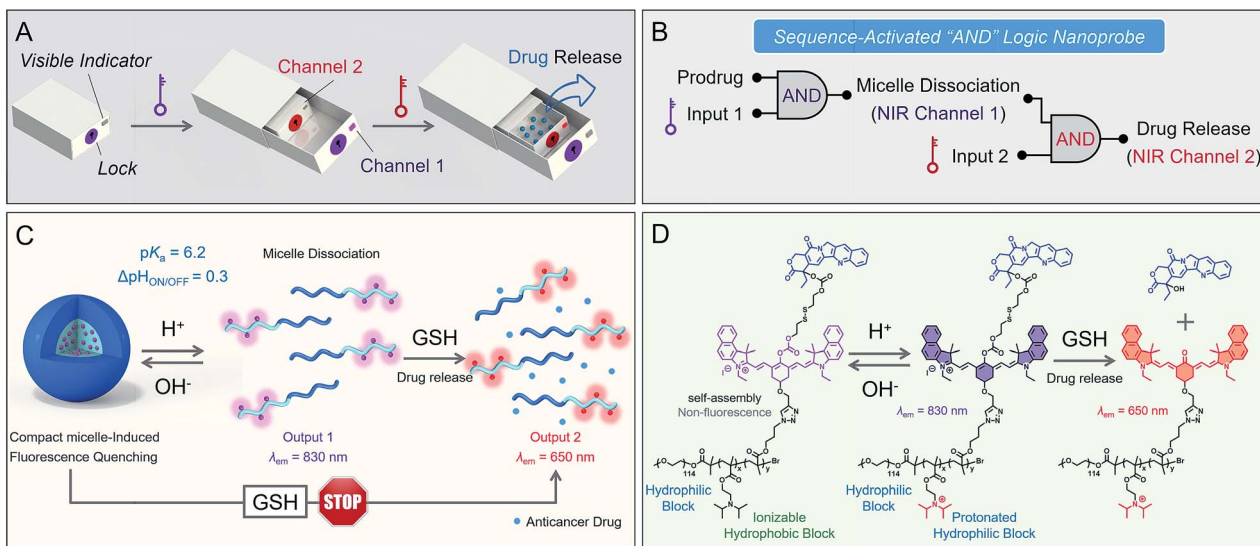 A
Visible Indicator
Lock
Channel 2
Channel 1
Drug Release
B
Sequence-Activated “AND” Logic Nanoprobe
Prodrug
Input 1
AND
Micelle Dissociation
(NIR Channel 1)
Input 2
AND
Drug Release
(NIR Channel 2)
C
pKa = 6.2
ΔpHON/OFF = 0.3
Micelle Dissociation
H+
OH-
GSH
Drug release
Compact micelle-Induced
Fluorescence Quenching
Output 1
λem = 830 nm
Output 2
λem = 650 nm
GSH
STOP
Anticancer Drug
D
H+
OH-
GSH
Drug release
+
self-assembly
Non-fluorescence
λem = 830 nm
λem = 650 nm
Hydrophilic
Block
Ionizable
Hydrophobic Block
Hydrophilic
Block
Protonated
Hydrophilic Block